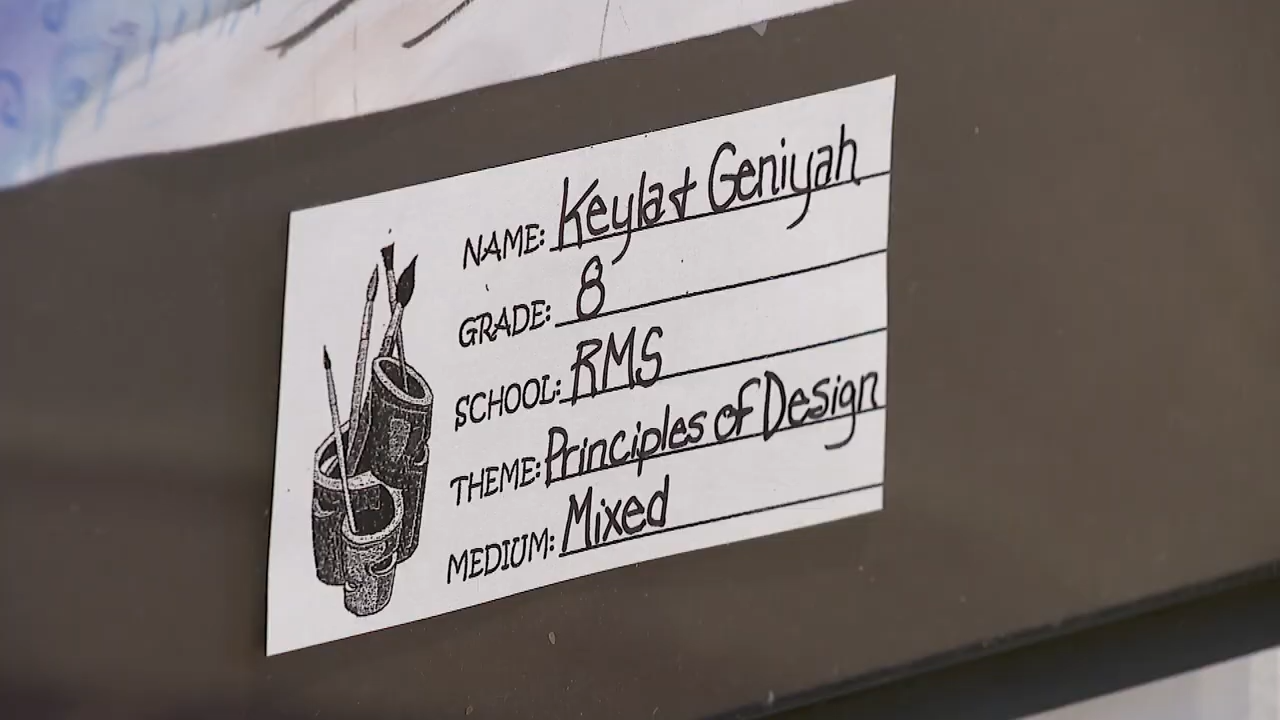 NAME: Keyla + Geniyah
GRADE: 8
SCHOOL: RMS
THEME: Principles of Design
MEDIUM: Mixed